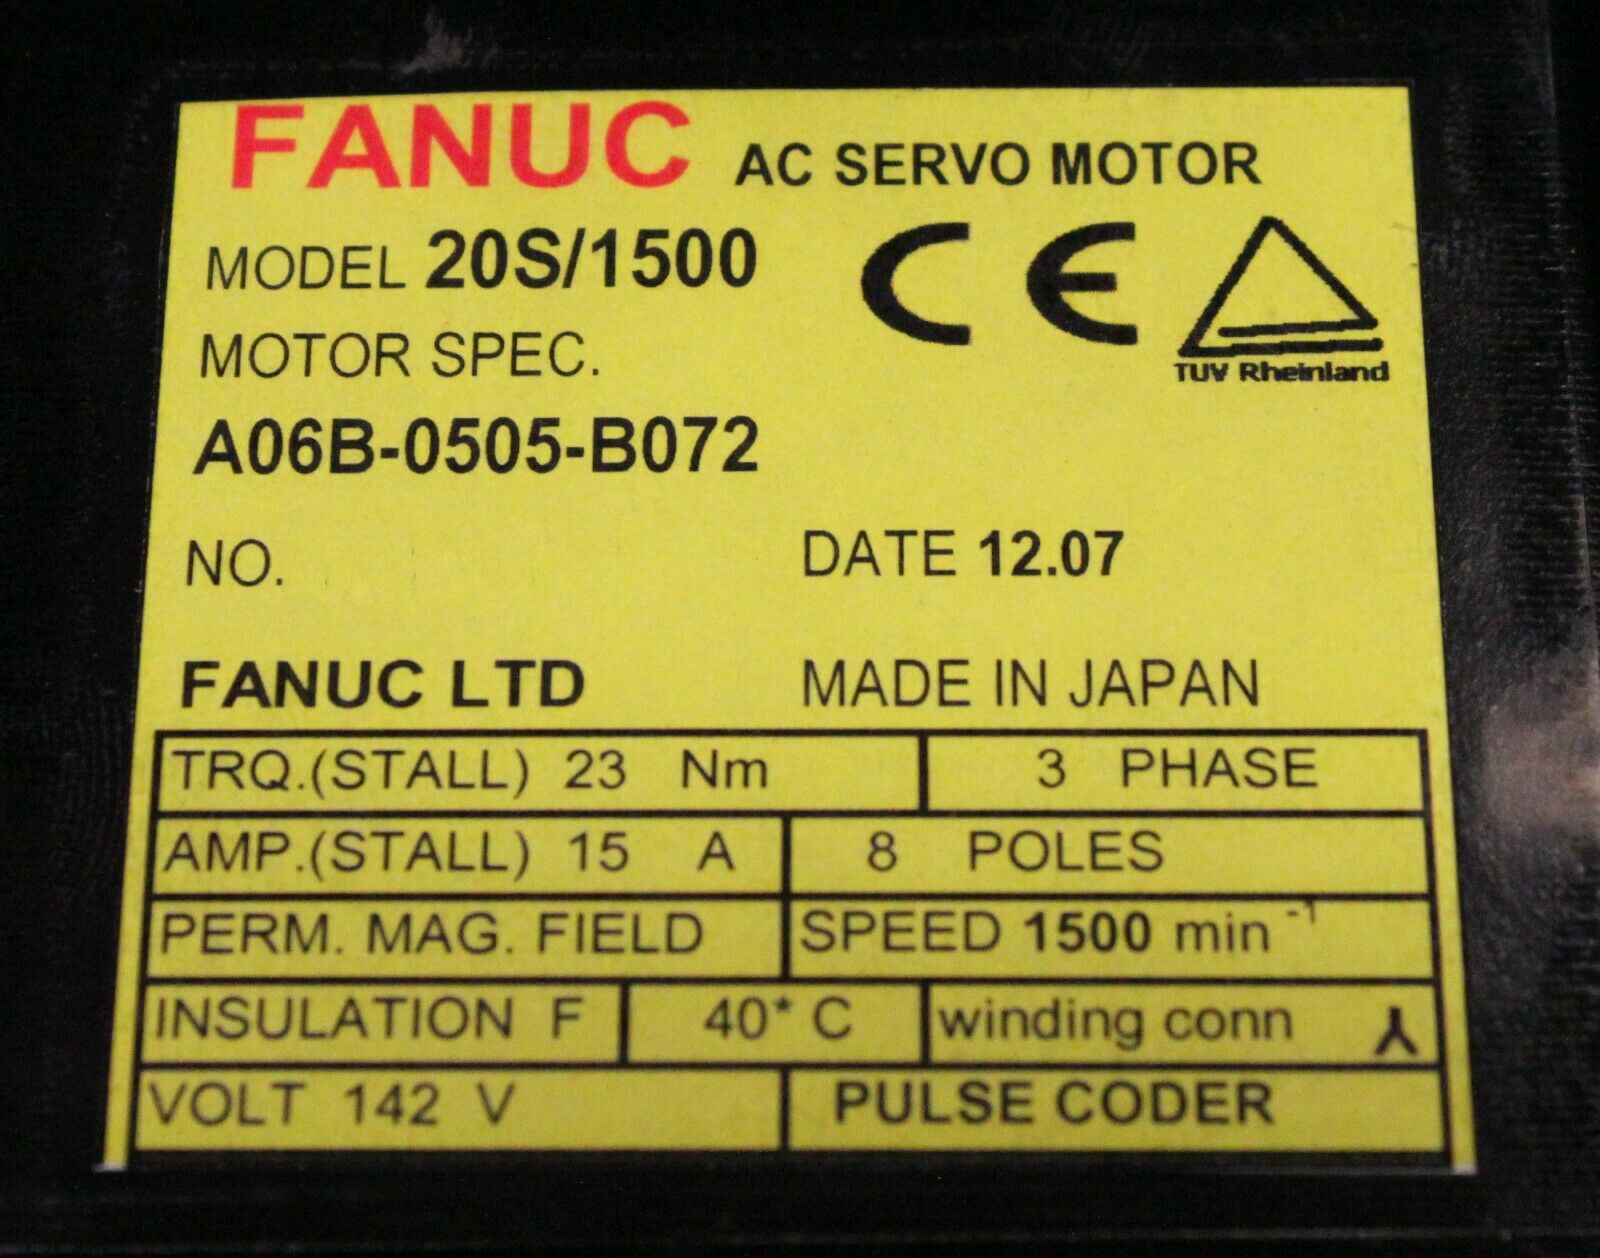 FANUC AC SERVO MOTOR
MODEL 20S/1500
CE
TUV Rheinland
MOTOR SPEC.
A06B-0505-B072
NO. DATE 12.07
FANUC LTD MADE IN JAPAN
TRQ.(STALL) 23 Nm 3 PHASE
AMP.(STALL) 15 A 8 POLES
PERM. MAG. FIELD SPEED 1500 min⁻¹
INSULATION F 40* C winding conn
VOLT 142 V PULSE CODER